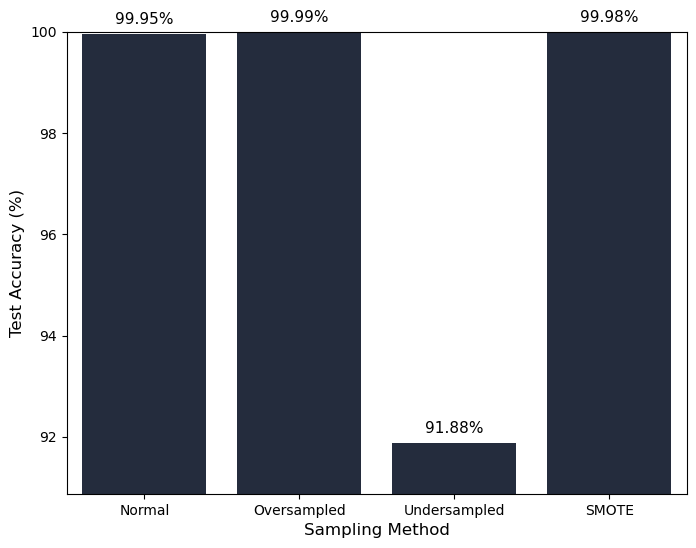 99.95%
99.99%
91.88%
99.98%
100
98
96
94
92
Test Accuracy (%)
Normal
Oversampled
Undersampled
SMOTE
Sampling Method